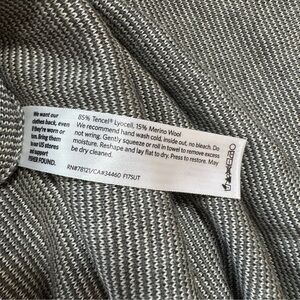 We want our
clothes back, even
if they're worn or
torn. Bring them
to our US stores
and support
FISHER FOUND.
85% Tencel® Lyocell, 15% Merino Wool
We recommend hand wash cold. Inside out, no bleach. Do
not wring. Gently squeeze or roll in towel to remove excess
moisture. Reshape and lay flat to dry. Press to restore. May
be dry cleaned.
RN#78121/CA#34460 F17SUT